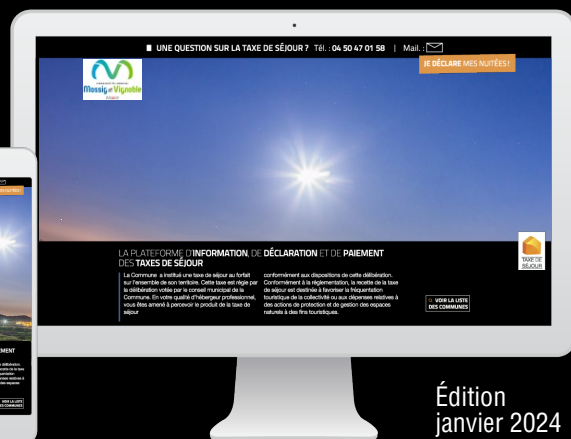 UNE QUESTION SUR LA TAXE DE SÉJOUR ? Tél. : 04 50 47 01 58 | Mail. :
JE DÉCLARE MES NUITÉES !
Mossig et Vignoble
LA PLATEFORME D'INFORMATION, DE DÉCLARATION ET DE PAIEMENT
DES TAXES DE SÉJOUR
La Commune a institué une taxe de séjour au forfait
sur l'ensemble de son territoire. Cette taxe est régie par
la délibération votée par le conseil municipal de la
Commune. En votre qualité d'hébergeur professionnel,
vous êtes amené à percevoir le produit de la taxe de
séjour
conformément aux dispositions de cette délibération.
Conformément à la réglementation, la recette de la taxe
de séjour est destinée à favoriser la fréquentation
touristique de la collectivité ou aux dépenses relatives à
des actions de protection et de gestion des espaces
naturels à des fins touristiques.
TAXE DE
SÉJOUR
VOIR LA LISTE
DES COMMUNES
Édition
janvier 2024